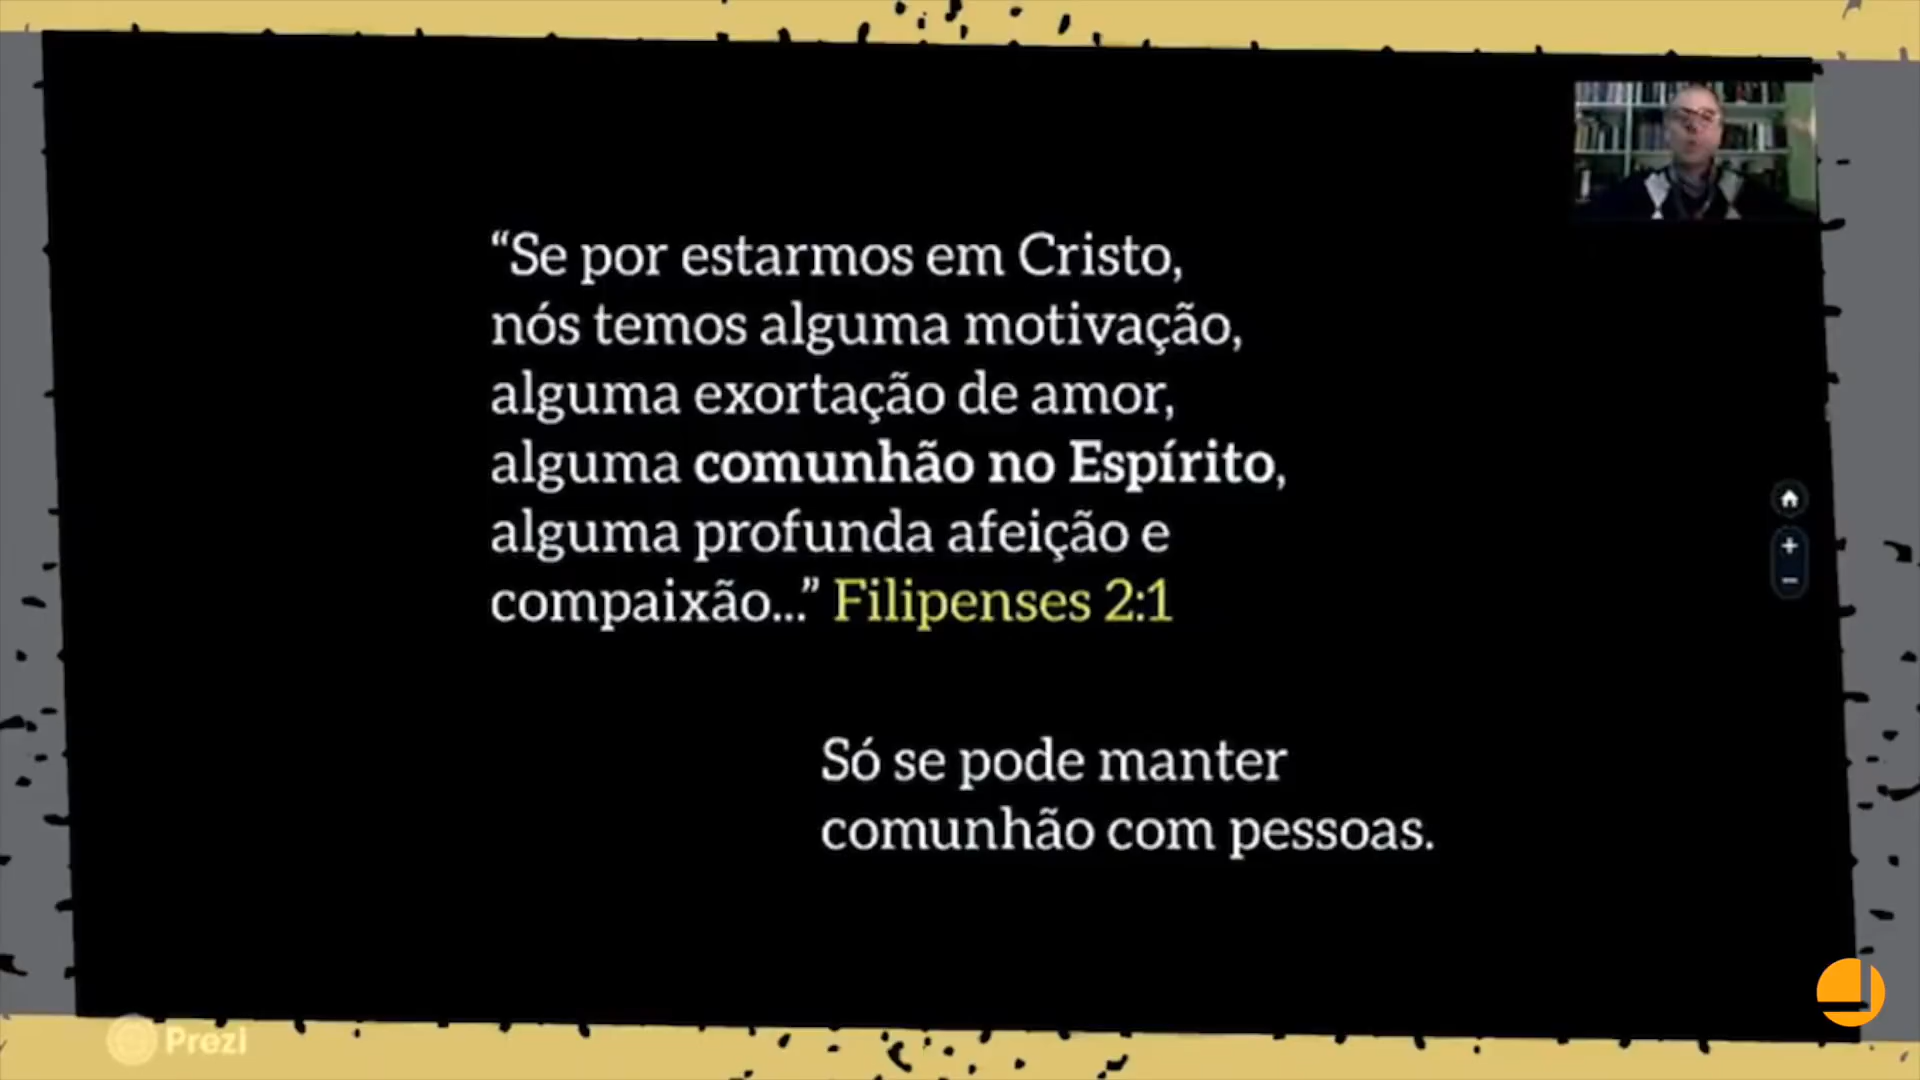 “Se por estarmos em Cristo,
nós temos alguma motivação,
alguma exortação de amor,
alguma comunhão no Espírito,
alguma profunda afeição e
compaixão...” Filipenses 2:1
Só se pode manter
comunhão com pessoas.
Prezi